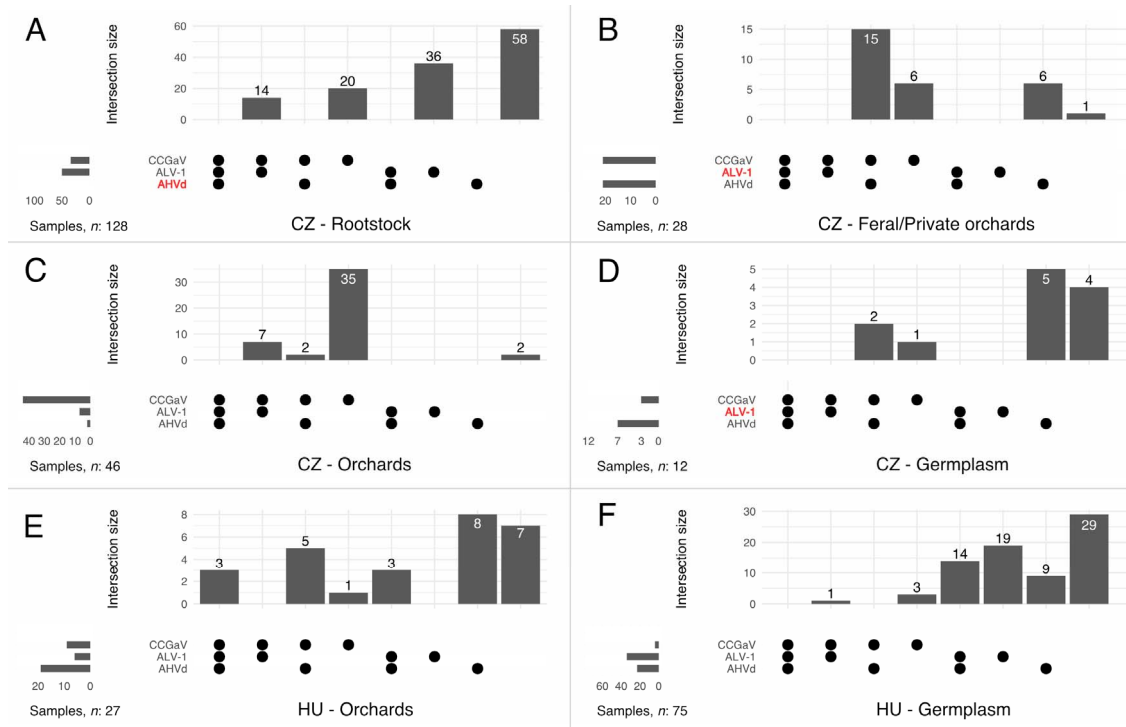 A
Intersection size
60
40
20
0
14
20
36
58
CCGaV
ALV-1
AHVd
100 50 0
Samples, n: 128
CZ - Rootstock
B
Intersection size
15
10
5
0
15
6
6
1
CCGaV
ALV-1
AHVd
20 10 0
Samples, n: 28
CZ - Feral/Private orchards
C
Intersection size
30
20
10
0
7
2
35
2
CCGaV
ALV-1
AHVd
40 30 20 10 0
Samples, n: 46
CZ - Orchards
D
Intersection size
5
4
3
2
1
0
2
1
5
4
CCGaV
ALV-1
AHVd
12 7 3 0
Samples, n: 12
CZ - Germplasm
E
Intersection size
8
6
4
2
0
3
5
1
3
8
7
CCGaV
ALV-1
AHVd
20 10 0
Samples, n: 27
HU - Orchards
F
Intersection size
30
20
10
0
1
3
14
19
9
29
CCGaV
ALV-1
AHVd
60 40 20 0
Samples, n: 75
HU - Germplasm